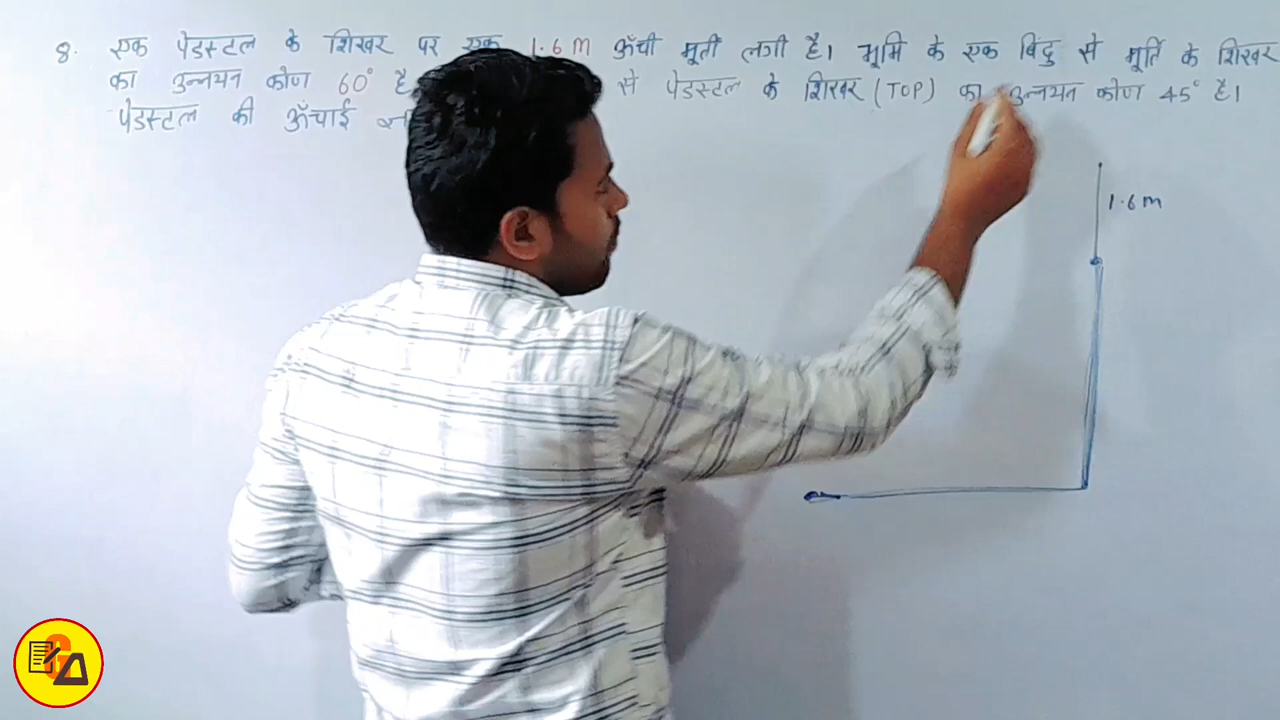 8. एक पेडस्टल के शिखर पर एक 1.6 m ऊँची मूर्ती लगी है। भूमि के एक बिंदु से मूर्ति के शिखर
का उन्नयन कोण 60° है से पेडस्टल के शिखर (TOP) का उन्नयन कोण 45° है।
पेडस्टल की ऊँचाई
1.6 m